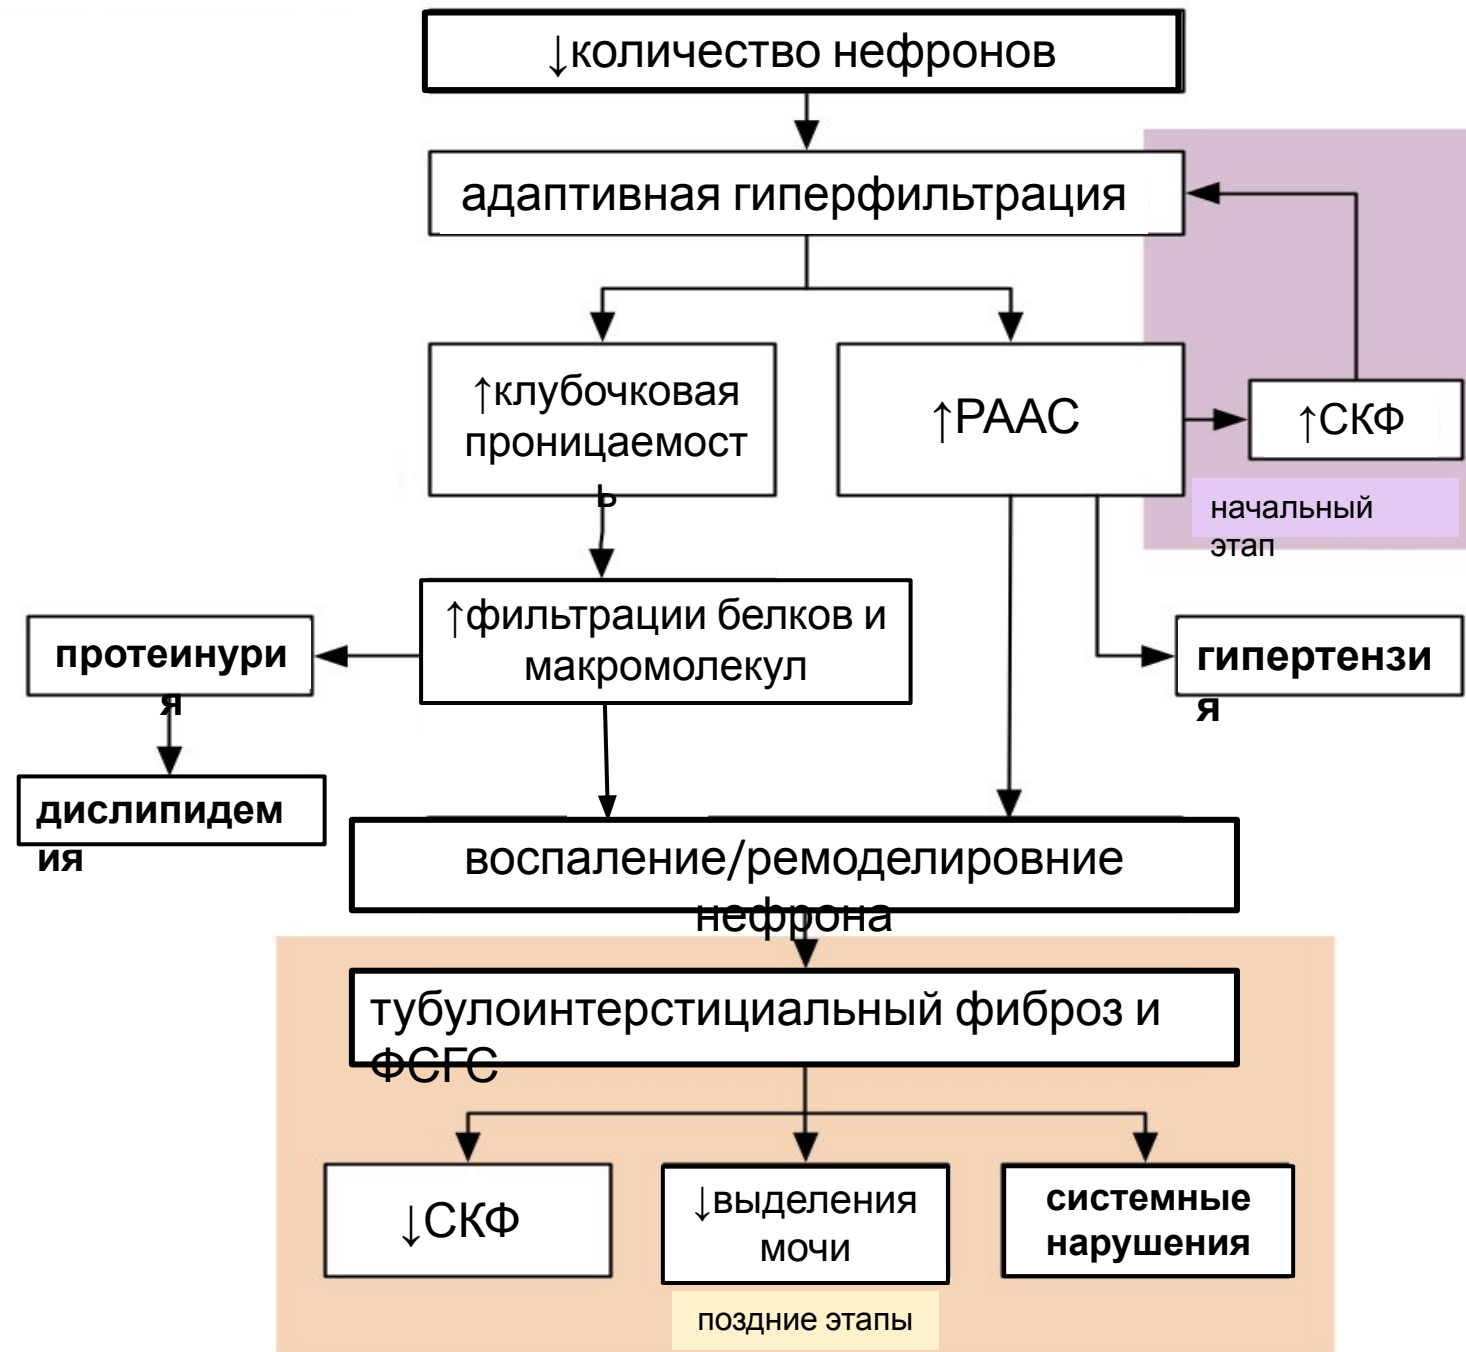 ↓количество нефронов
адаптивная гиперфильтрация
↑клубочковая
проницаемост
ь
↑РААС
↑СКФ
начальный
этап
↑фильтрации белков и
макромолекул
протеинури
я
гипертензи
я
дислипидем
ия
воспаление/ремоделировние
нефрона
тубулоинтерстициальный фиброз и
ФСГС
↓СКФ
↓выделения
мочи
системные
нарушения
поздние этапы